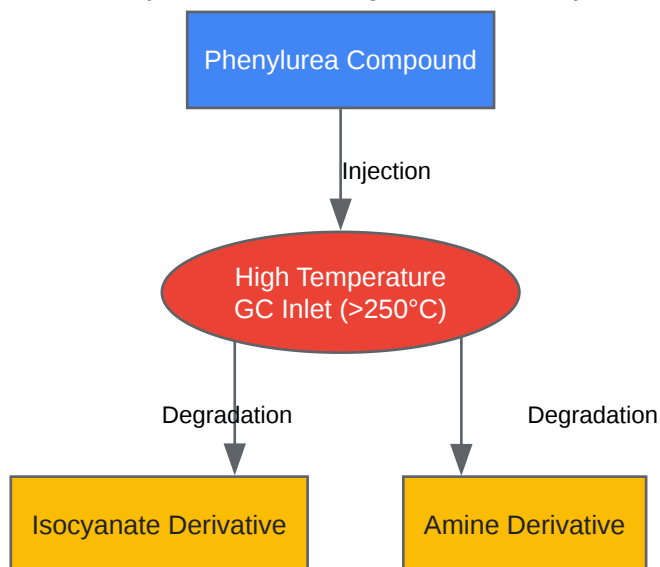 Phenylurea Compound
Injection
High Temperature
GC Inlet (>250°C)
Degradation
Degradation
Isocyanate Derivative
Amine Derivative